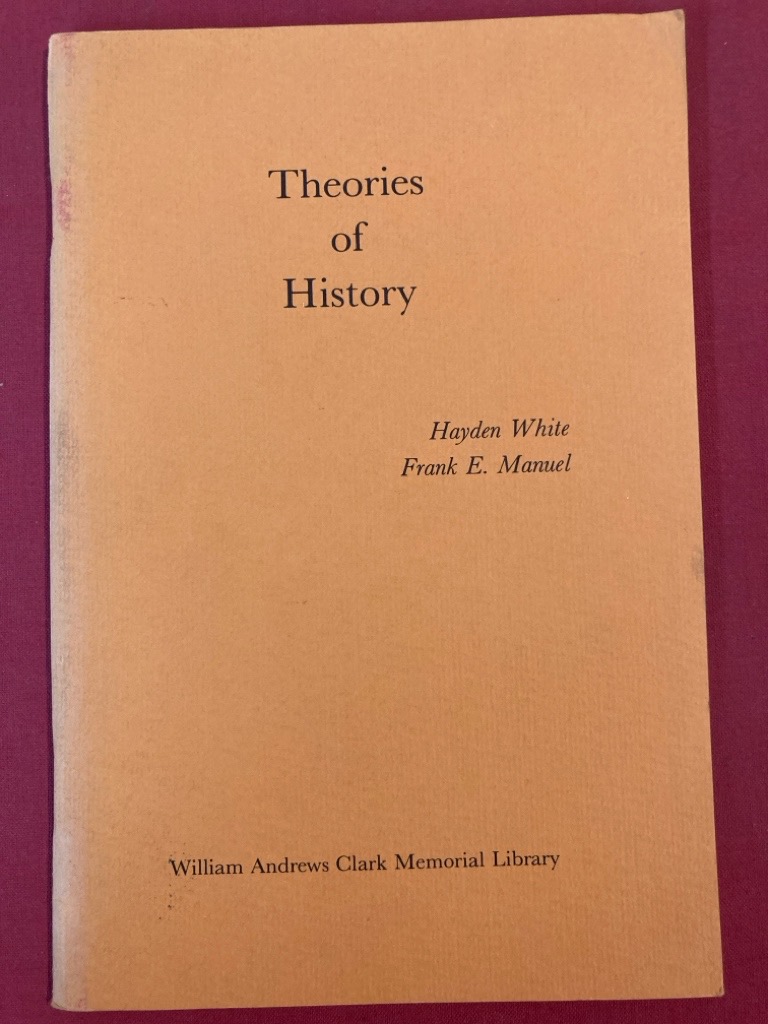 Theories
of
History
Hayden White
Frank E. Manuel
William Andrews Clark Memorial Library